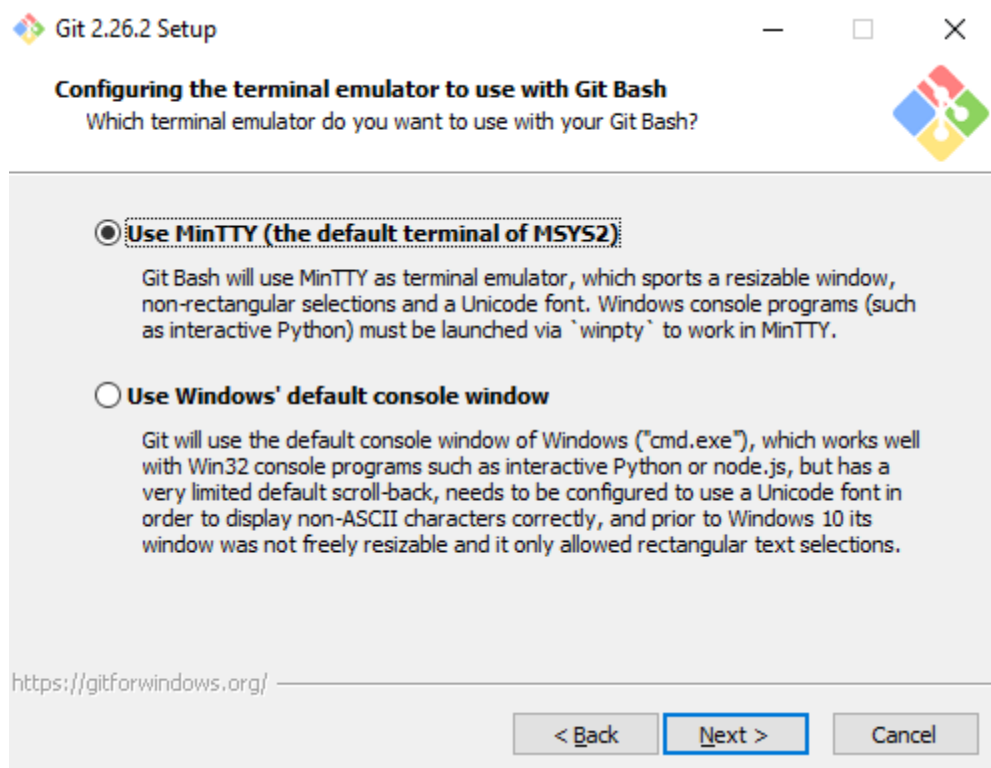 Git 2.26.2 Setup
Configuring the terminal emulator to use with Git Bash
Which terminal emulator do you want to use with your Git Bash?
Use MinTTY (the default terminal of MSYS2)
Git Bash will use MinTTY as terminal emulator, which sports a resizable window,
non-rectangular selections and a Unicode font. Windows console programs (such
as interactive Python) must be launched via `winpty` to work in MinTTY.
Use Windows' default console window
Git will use the default console window of Windows ("cmd.exe"), which works well
with Win32 console programs such as interactive Python or node.js, but has a
very limited default scroll-back, needs to be configured to use a Unicode font in
order to display non-ASCII characters correctly, and prior to Windows 10 its
window was not freely resizable and it only allowed rectangular text selections.
https://gitforwindows.org/
< Back Next > Cancel